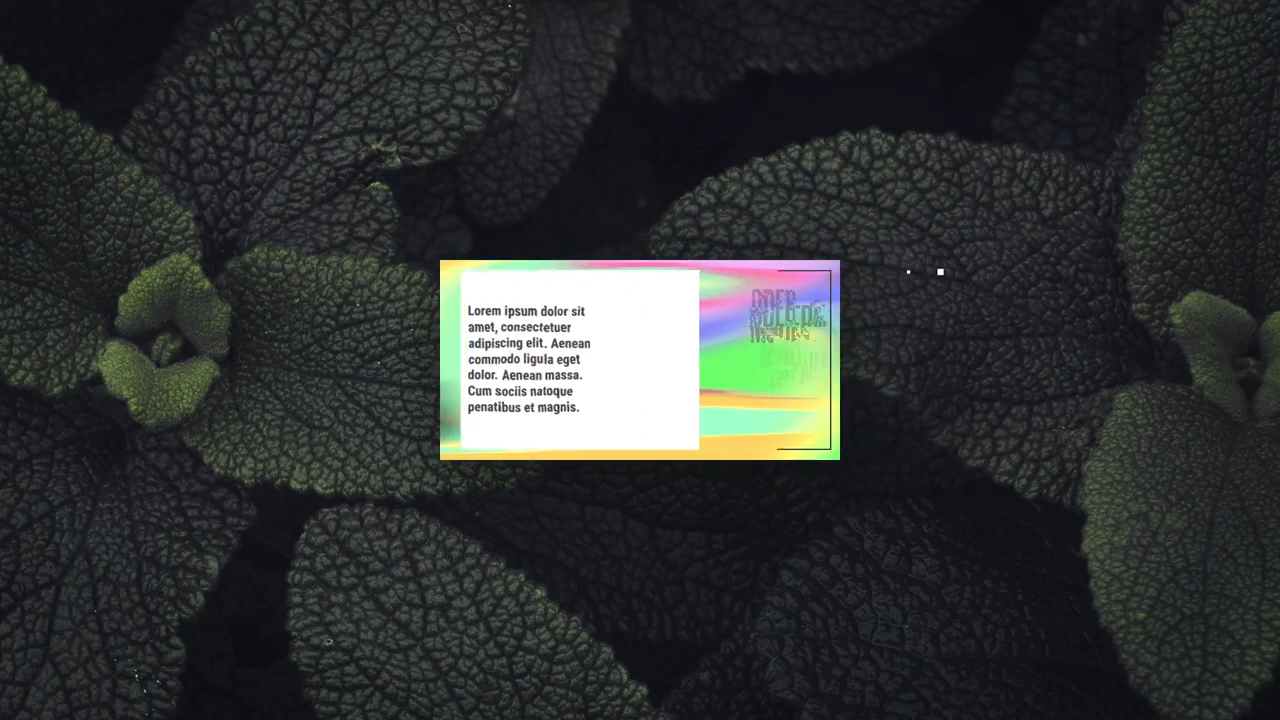 Lorem ipsum dolor sit
amet, consectetuer
adipiscing elit. Aenean
commodo ligula eget
dolor. Aenean massa.
Cum sociis natoque
penatibus et magnis.